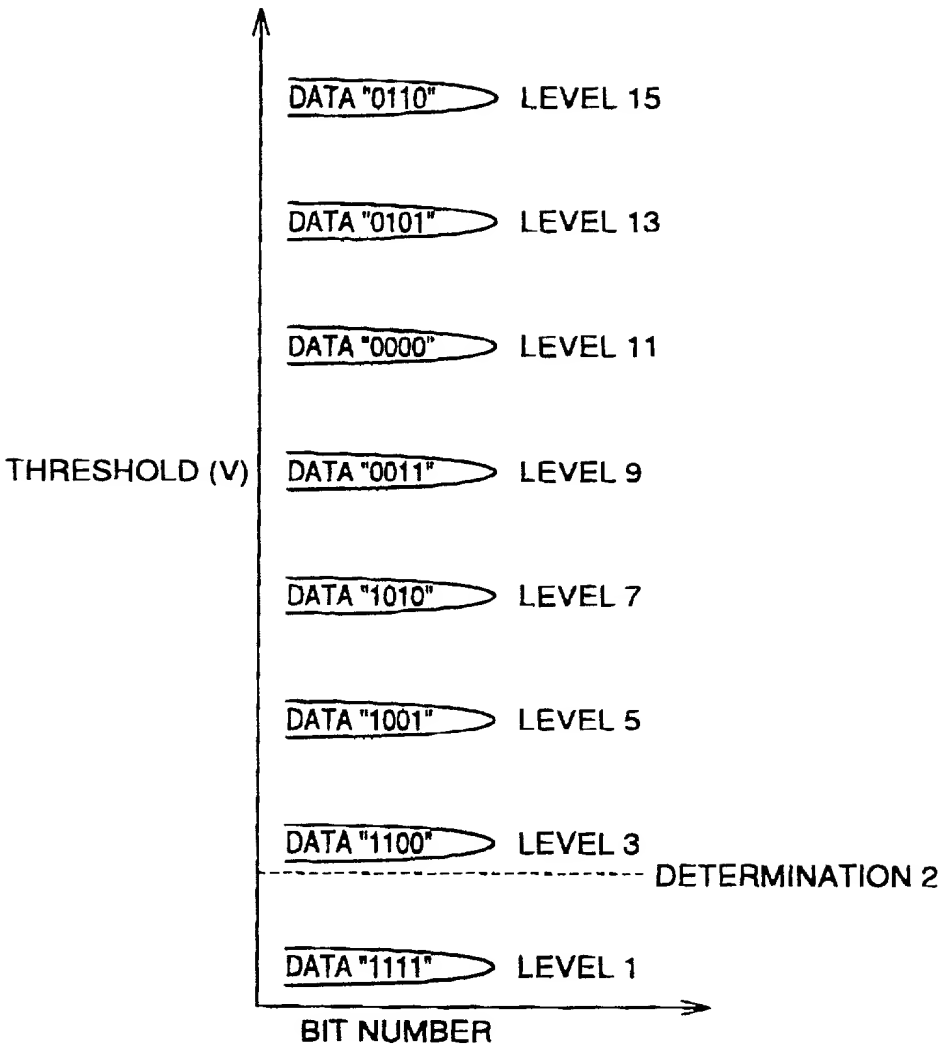 DATA "0110" LEVEL 15
DATA "0101" LEVEL 13
DATA "0000" LEVEL 11
THRESHOLD (V) DATA "0011" LEVEL 9
DATA "1010" LEVEL 7
DATA "1001" LEVEL 5
DATA "1100" LEVEL 3
DETERMINATION 2
DATA "1111" LEVEL 1
BIT NUMBER